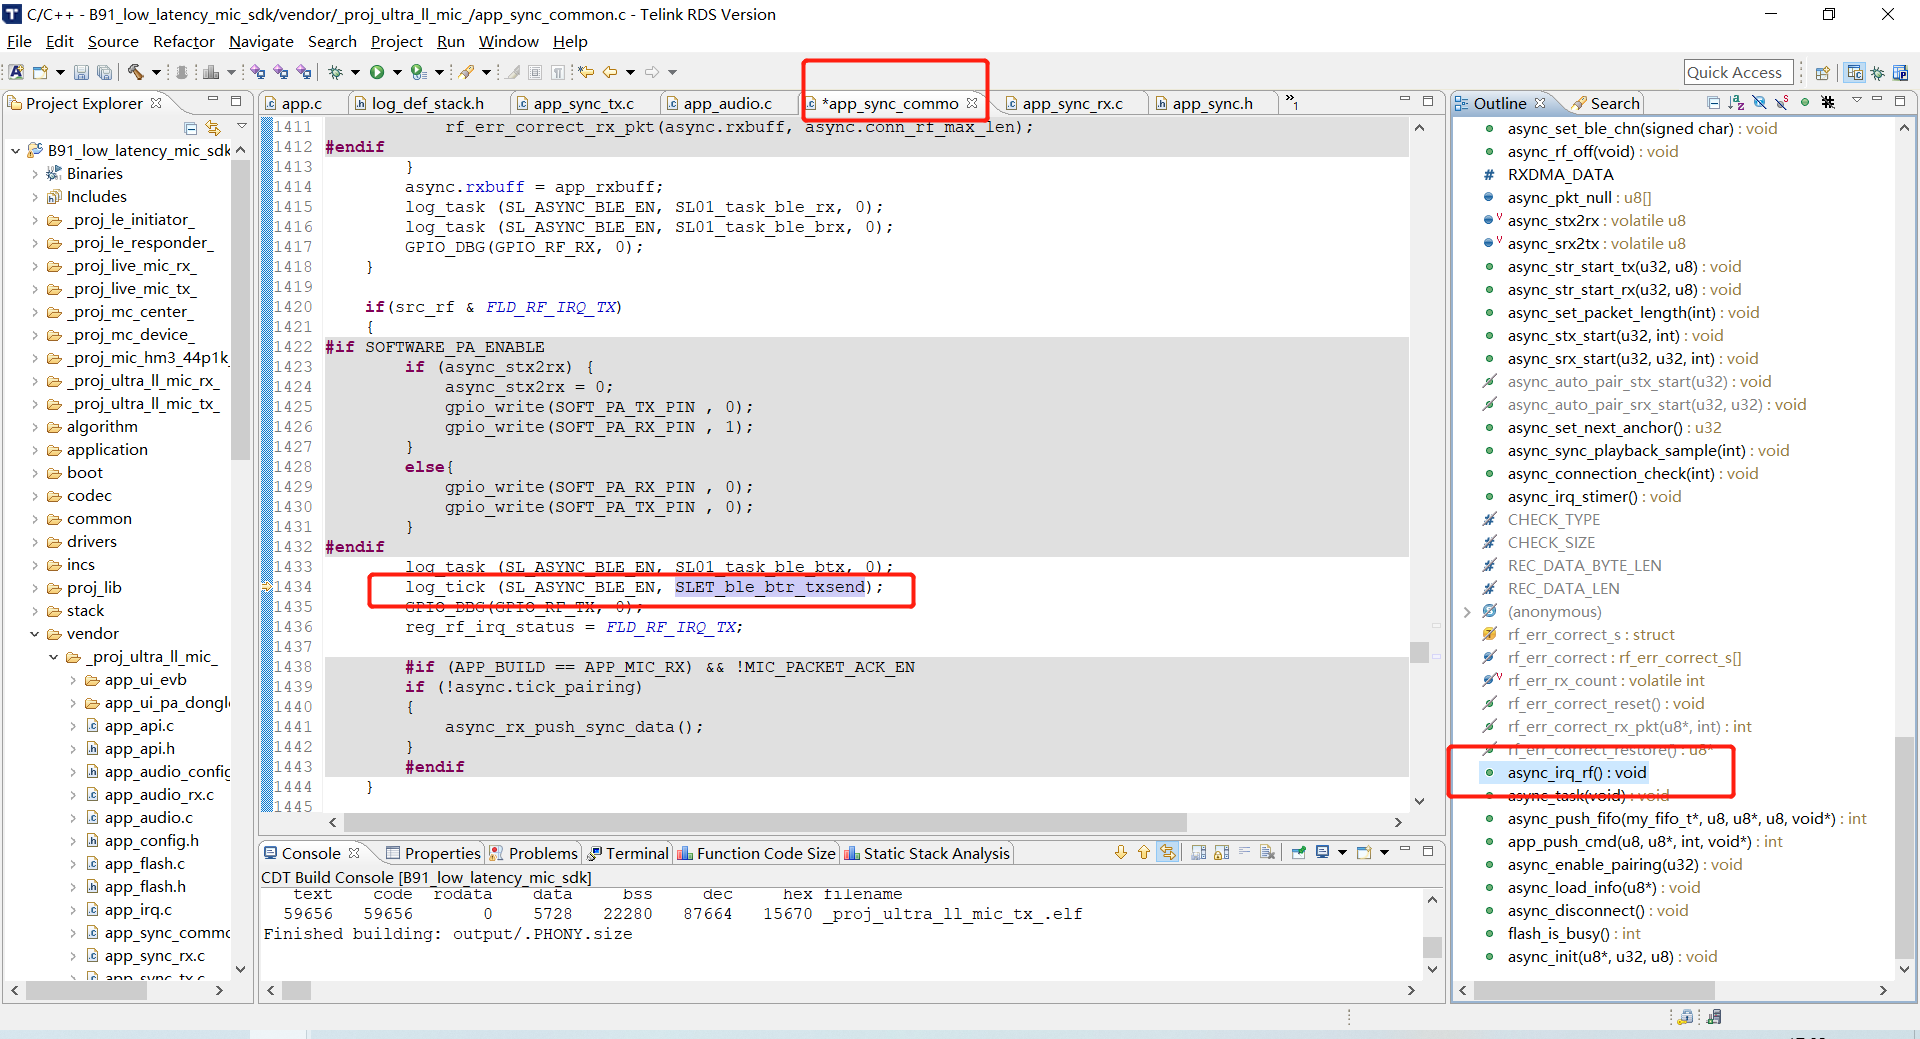 C/C++ - B91_low_latency_mic_sdk/vendor/_proj_ultra_ll_mic_/app_sync_common.c - Telink RDS Version
File Edit Source Refactor Navigate Search Project Run Window Help
Quick Access
Project Explorer
B91_low_latency_mic_sdk
Binaries
Includes
_proj_le_initiator_
_proj_le_responder_
_proj_live_mic_rx_
_proj_live_mic_tx_
_proj_mc_center_
_proj_mc_device_
_proj_mic_hm3_44p1k_
_proj_ultra_ll_mic_rx_
_proj_ultra_ll_mic_tx_
algorithm
application
boot
codec
common
drivers
incs
proj_lib
stack
vendor
_proj_ultra_ll_mic_
app_ui_evb
app_ui_pa_dongl
app_api.c
app_api.h
app_audio_config
app_audio_rx.c
app_audio.c
app_config.h
app_flash.c
app_flash.h
app_irq.c
app_sync_commo
app_sync_rx.c
app_sync_tx.c
app.c log_def_stack.h app_sync_tx.c app_audio.c *app_sync_commo app_sync_rx.c app_sync.h »1
1411 rf_err_correct_rx_pkt(async.rxbuff, async.conn_rf_max_len);
1412 #endif
1413 }
1414 async.rxbuff = app_rxbuff;
1415 log_task (SL_ASYNC_BLE_EN, SL01_task_ble_rx, 0);
1416 log_task (SL_ASYNC_BLE_EN, SL01_task_ble_brx, 0);
1417 GPIO_DBG(GPIO_RF_RX, 0);
1418 }
1419
1420 if(src_rf & FLD_RF_IRQ_TX)
1421 {
1422 #if SOFTWARE_PA_ENABLE
1423 if (async_stx2rx) {
1424 async_stx2rx = 0;
1425 gpio_write(SOFT_PA_TX_PIN , 0);
1426 gpio_write(SOFT_PA_RX_PIN , 1);
1427 }
1428 else{
1429 gpio_write(SOFT_PA_RX_PIN , 0);
1430 gpio_write(SOFT_PA_TX_PIN , 0);
1431 }
1432 #endif
1433 log_task (SL_ASYNC_BLE_EN, SL01_task_ble_btx, 0);
1434 log_tick (SL_ASYNC_BLE_EN, SLET_ble_btr_txsend);
1435 GPIO_DBG(GPIO_RF_TX, 0);
1436 reg_rf_irq_status = FLD_RF_IRQ_TX;
1437
1438 #if (APP_BUILD == APP_MIC_RX) && !MIC_PACKET_ACK_EN
1439 if (!async.tick_pairing)
1440 {
1441 async_rx_push_sync_data();
1442 }
1443 #endif
1444 }
1445
Console Properties Problems Terminal Function Code Size Static Stack Analysis
CDT Build Console [B91_low_latency_mic_sdk]
text code rodata data bss dec hex filename
59656 59656 0 5728 22280 87664 15670 _proj_ultra_ll_mic_tx_.elf
Finished building: output/.PHONY.size
Outline Search
async_set_ble_chn(signed char) : void
async_rf_off(void) : void
RXDMA_DATA
async_pkt_null : u8[]
async_stx2rx : volatile u8
async_srx2tx : volatile u8
async_str_start_tx(u32, u8) : void
async_str_start_rx(u32, u8) : void
async_set_packet_length(int) : void
async_stx_start(u32, int) : void
async_srx_start(u32, u32, int) : void
async_auto_pair_stx_start(u32) : void
async_auto_pair_srx_start(u32, u32) : void
async_set_next_anchor() : u32
async_sync_playback_sample(int) : void
async_connection_check(int) : void
async_irq_stimer() : void
CHECK_TYPE
CHECK_SIZE
REC_DATA_BYTE_LEN
REC_DATA_LEN
(anonymous)
rf_err_correct_s : struct
rf_err_correct : rf_err_correct_s[]
rf_err_rx_count : volatile int
rf_err_correct_reset() : void
rf_err_correct_rx_pkt(u8*, int) : int
rf_err_correct_restore() : u8*
async_irq_rf() : void
async_task(void) : void
async_push_fifo(my_fifo_t*, u8, u8*, u8, void*) : int
app_push_cmd(u8, u8*, int, void*) : int
async_enable_pairing(u32) : void
async_load_info(u8*) : void
async_disconnect() : void
flash_is_busy() : int
async_init(u8*, u32, u8) : void